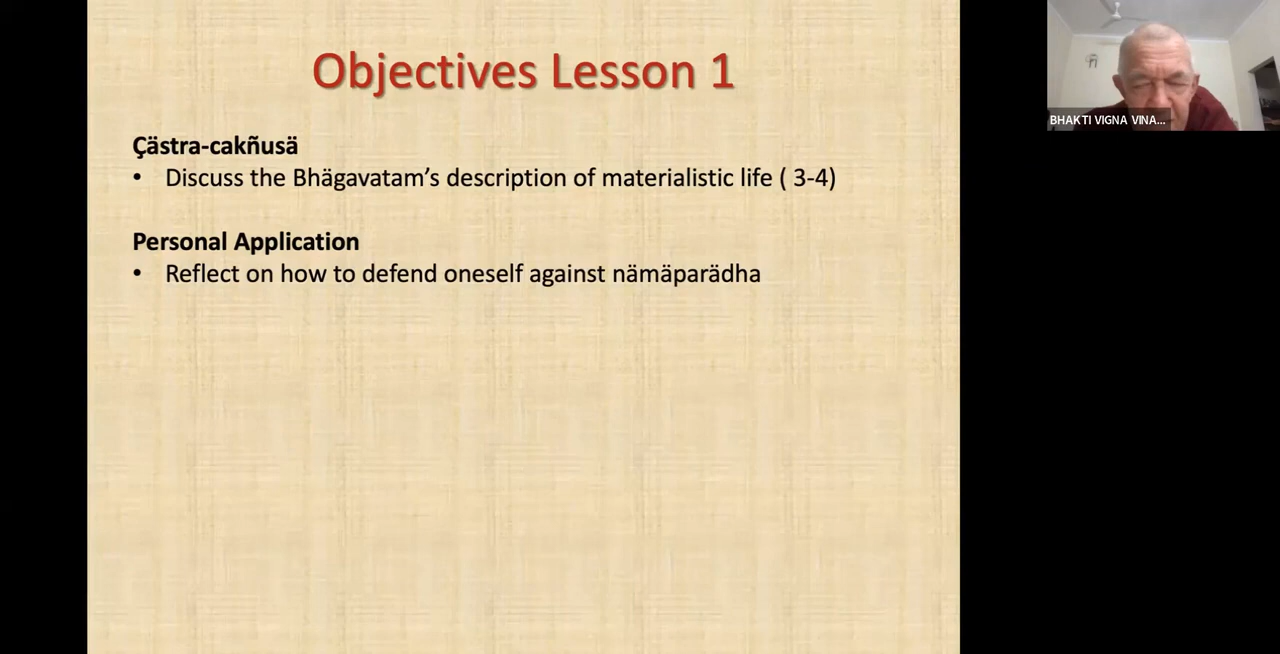 Objectives Lesson 1
Çästra-cakñusä
• Discuss the Bhägavatam’s description of materialistic life ( 3-4)
Personal Application
• Reflect on how to defend oneself against nämäparädha
BHAKTI VIGNA VINA...